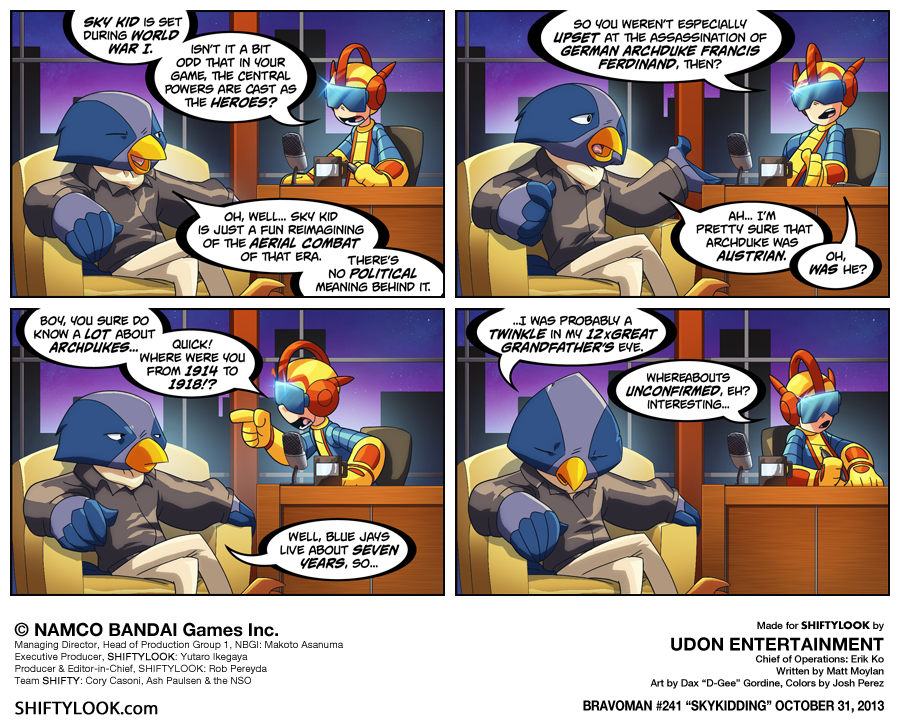 SKY KID IS SET
DURING WORLD
WAR I.
ISN'T IT A BIT
ODD THAT IN YOUR
GAME, THE CENTRAL
POWERS ARE CAST AS
THE HEROES?
OH, WELL... SKY KID
IS JUST A FUN REIMAGINING
OF THE AERIAL COMBAT
OF THAT ERA.
THERE'S
NO POLITICAL
MEANING BEHIND IT.
SO YOU WEREN'T ESPECIALLY
UPSET AT THE ASSASSINATION OF
GERMAN ARCHDUKE FRANCIS
FERDINAND, THEN?
AH... I'M
PRETTY SURE THAT
ARCHDUKE WAS
AUSTRIAN.
OH,
WAS HE?
BOY, YOU SURE DO
KNOW A LOT ABOUT
ARCHDUKES...
QUICK!
WHERE WERE YOU
FROM 1914 TO
1918!?
WELL, BLUE JAYS
LIVE ABOUT SEVEN
YEARS, SO...
..I WAS PROBABLY A
TWINKLE IN MY 12xGREAT
GRANDFATHER'S EYE.
WHEREABOUTS
UNCONFIRMED, EH?
INTERESTING...
© NAMCO BANDAI Games Inc.
Managing Director, Head of Production Group 1, NBGI: Makoto Asanuma
Executive Producer, SHIFTYLOOK: Yutaro Ikegaya
Producer & Editor-in-Chief, SHIFTYLOOK: Rob Pereyda
Team SHIFTY: Cory Casoni, Ash Paulsen & the NSO
SHIFTYLOOK.com
Made for SHIFTYLOOK by
UDON ENTERTAINMENT
Chief of Operations: Erik Ko
Written by Matt Moylan
Art by Dax "D-Gee" Gordine, Colors by Josh Perez
BRAVOMAN #241 "SKYKIDDING" OCTOBER 31, 2013